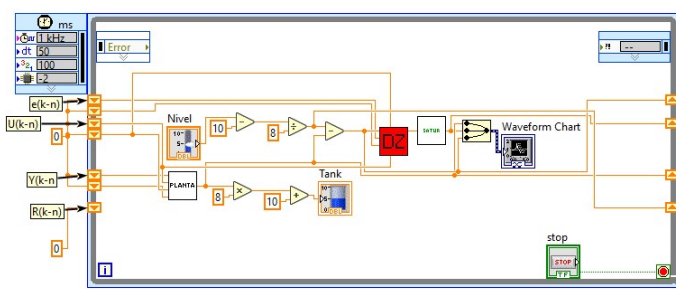 ms
1 kHz
dt 50
100
-2
Error
--
e(k-n)
U(k-n)
0
Nivel
10
8
DZ
SATUR
Waveform Chart
Y(k-n
PLANTA
8
10
Tank
R(k-n)
0
stop
STOP
TF
i